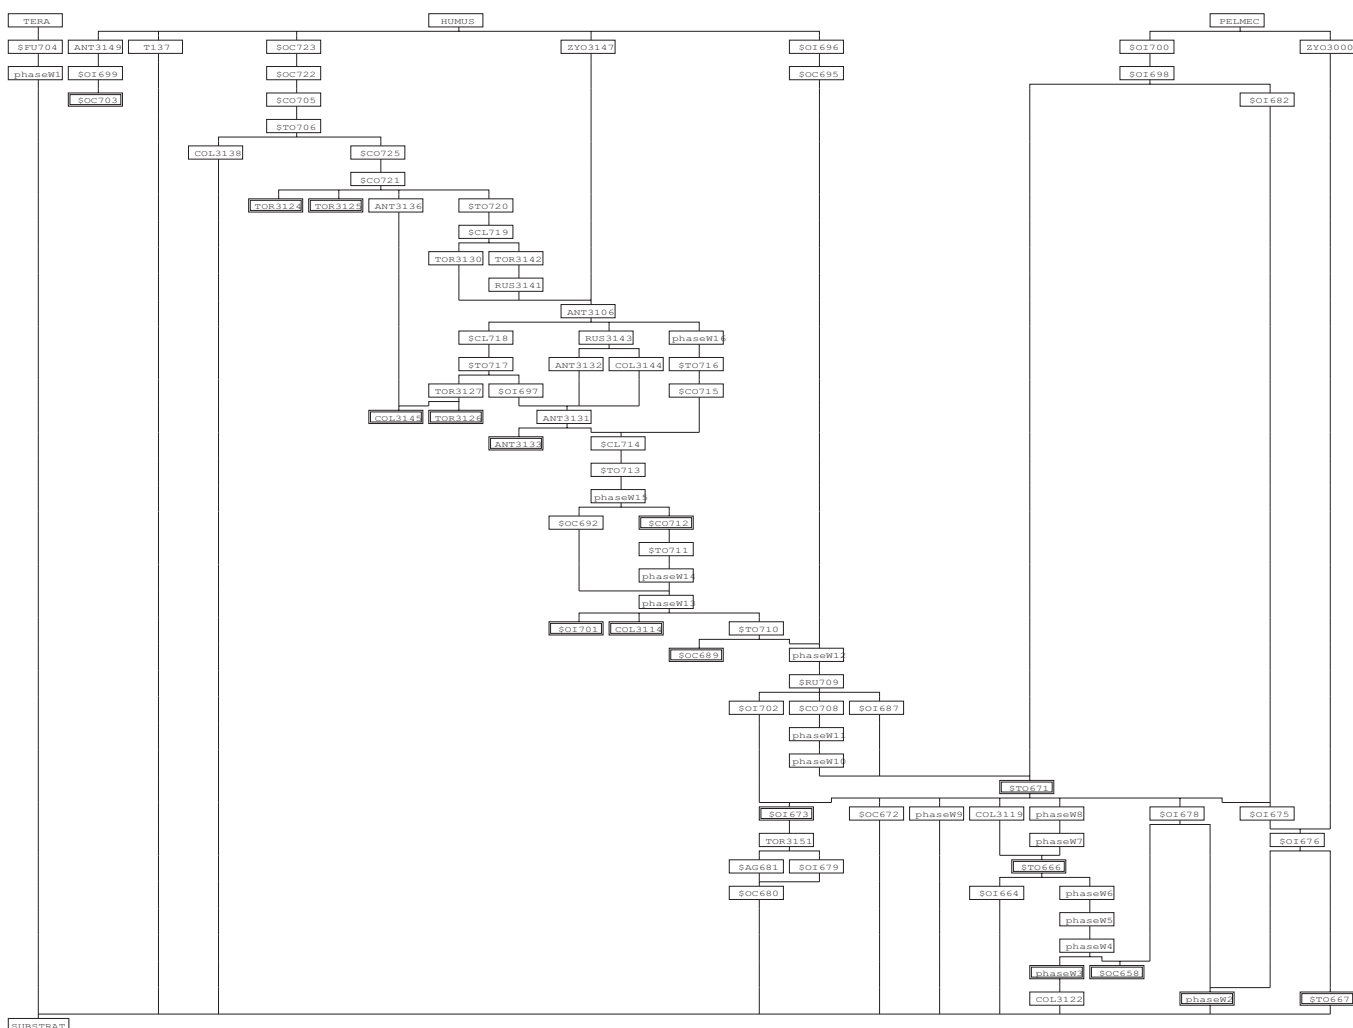 TERA HUMUS PELMEC
$FU704 ANT3149 T137 $OC723 ZYO3147 $OI696 $OI700 ZYO3000
phaseW1 $OI699 $OC722 $OC695 $OI698
$OC703 $CO705 $OI682
$TO706
COL3138 $CO725
$CO721
TOR3124 TOR3125 ANT3136 $TO720
$CL719
TOR3130 TOR3142
RUS3141
ANT3106
$CL718 RUS3143 phaseW16
$TO717 ANT3132 COL3144 $TO716
TOR3127 $OI697 $CO715
COL3145 TOR3126 ANT3131
ANT3133 $CL714
$TO713
phaseW15
$OC692 $CO712
$TO711
phaseW14
phaseW13
$OI701 COL3114 $TO710
$OC689 phaseW12
$RU709
$OI702 $CO708 $OI687
phaseW11
phaseW10
$TO671
$OI673 $OC672 phaseW9 COL3119 phaseW8 $OI678 $OI675
TOR3151 phaseW7 $OI676
$AG681 $OI679 $TO666
$OC680 $OI664 phaseW6
phaseW5
phaseW4
phaseW3 $OC658
COL3122 phaseW2 $TO667
SUBSTRAT